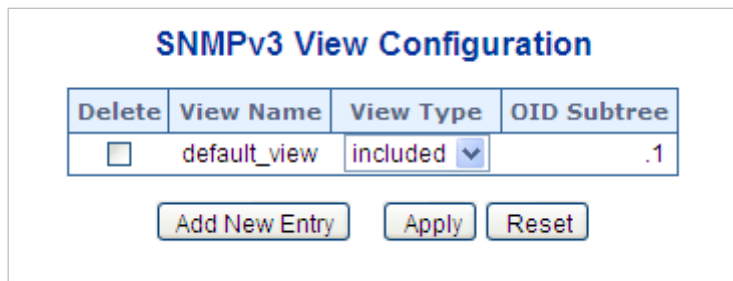 SNMPv3 View Configuration
Delete View Name View Type OID Subtree
default_view included .1
Add New Entry Apply Reset